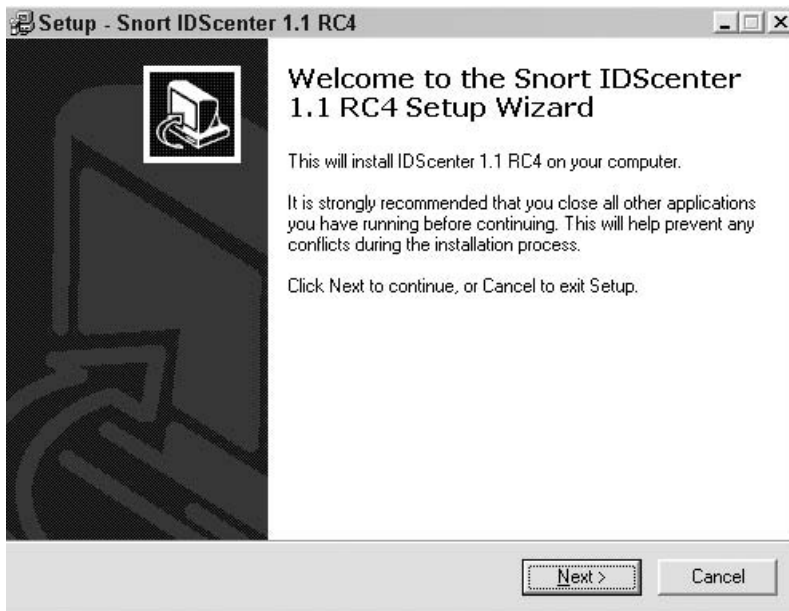 Setup - Snort IDScenter 1.1 RC4
Welcome to the Snort IDScenter
1.1 RC4 Setup Wizard
This will install IDScenter 1.1 RC4 on your computer.
It is strongly recommended that you close all other applications
you have running before continuing. This will help prevent any
conflicts during the installation process.
Click Next to continue, or Cancel to exit Setup.
Next >
Cancel